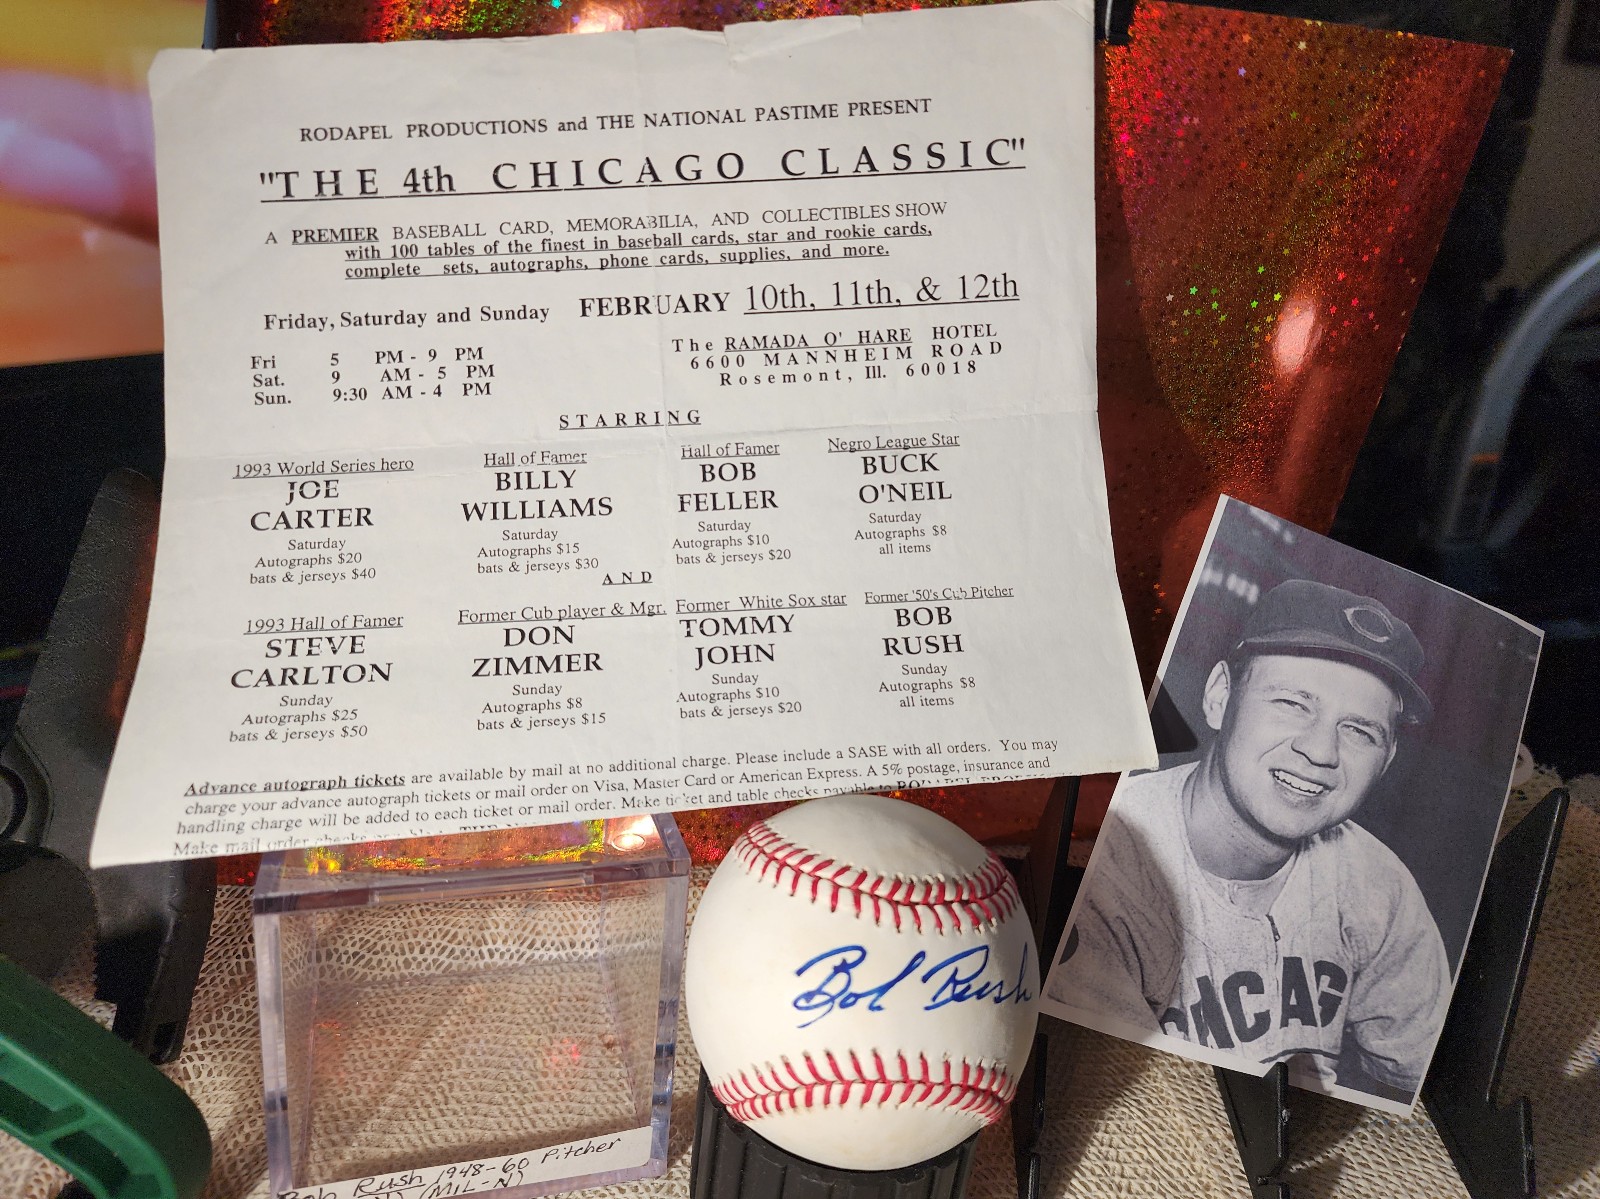 RODAPEL PRODUCTIONS and THE NATIONAL PASTIME PRESENT
"THE 4th CHICAGO CLASSIC"
A PREMIER BASEBALL CARD, MEMORABILIA, AND COLLECTIBLES SHOW
with 100 tables of the finest in baseball cards, star and rookie cards,
complete sets, autographs, phone cards, supplies, and more.
Friday, Saturday and Sunday FEBRUARY 10th, 11th, & 12th
Fri 5 PM - 9 PM
Sat. 9 AM - 5 PM
Sun. 9:30 AM - 4 PM
The RAMADA O' HARE HOTEL
6600 MANNHEIM ROAD
Rosemont, Ill. 60018
STARRING
1993 World Series hero
JOE
CARTER
Saturday
Autographs $20
bats & jerseys $40
Hall of Famer
BILLY
WILLIAMS
Saturday
Autographs $15
bats & jerseys $30
Hall of Famer
BOB
FELLER
Saturday
Autographs $10
bats & jerseys $20
Negro League Star
BUCK
O'NEIL
Saturday
Autographs $8
all items
AND
1993 Hall of Famer
STEVE
CARLTON
Sunday
Autographs $25
bats & jerseys $50
Former Cub player & Mgr.
DON
ZIMMER
Sunday
Autographs $8
bats & jerseys $15
Former White Sox star
TOMMY
JOHN
Sunday
Autographs $10
bats & jerseys $20
Former '50's Cub Pitcher
BOB
RUSH
Sunday
Autographs $8
all items
Advance autograph tickets are available by mail at no additional charge. Please include a SASE with all orders. You may
charge your advance autograph tickets or mail order on Visa, Master Card or American Express. A 5% postage, insurance and
handling charge will be added to each ticket or mail order. Make ticket and table checks payable to
Make mail order checks
Bob Rush
C
CHICAG
Bob Rush 1948-60 Pitcher
(MIL-N)